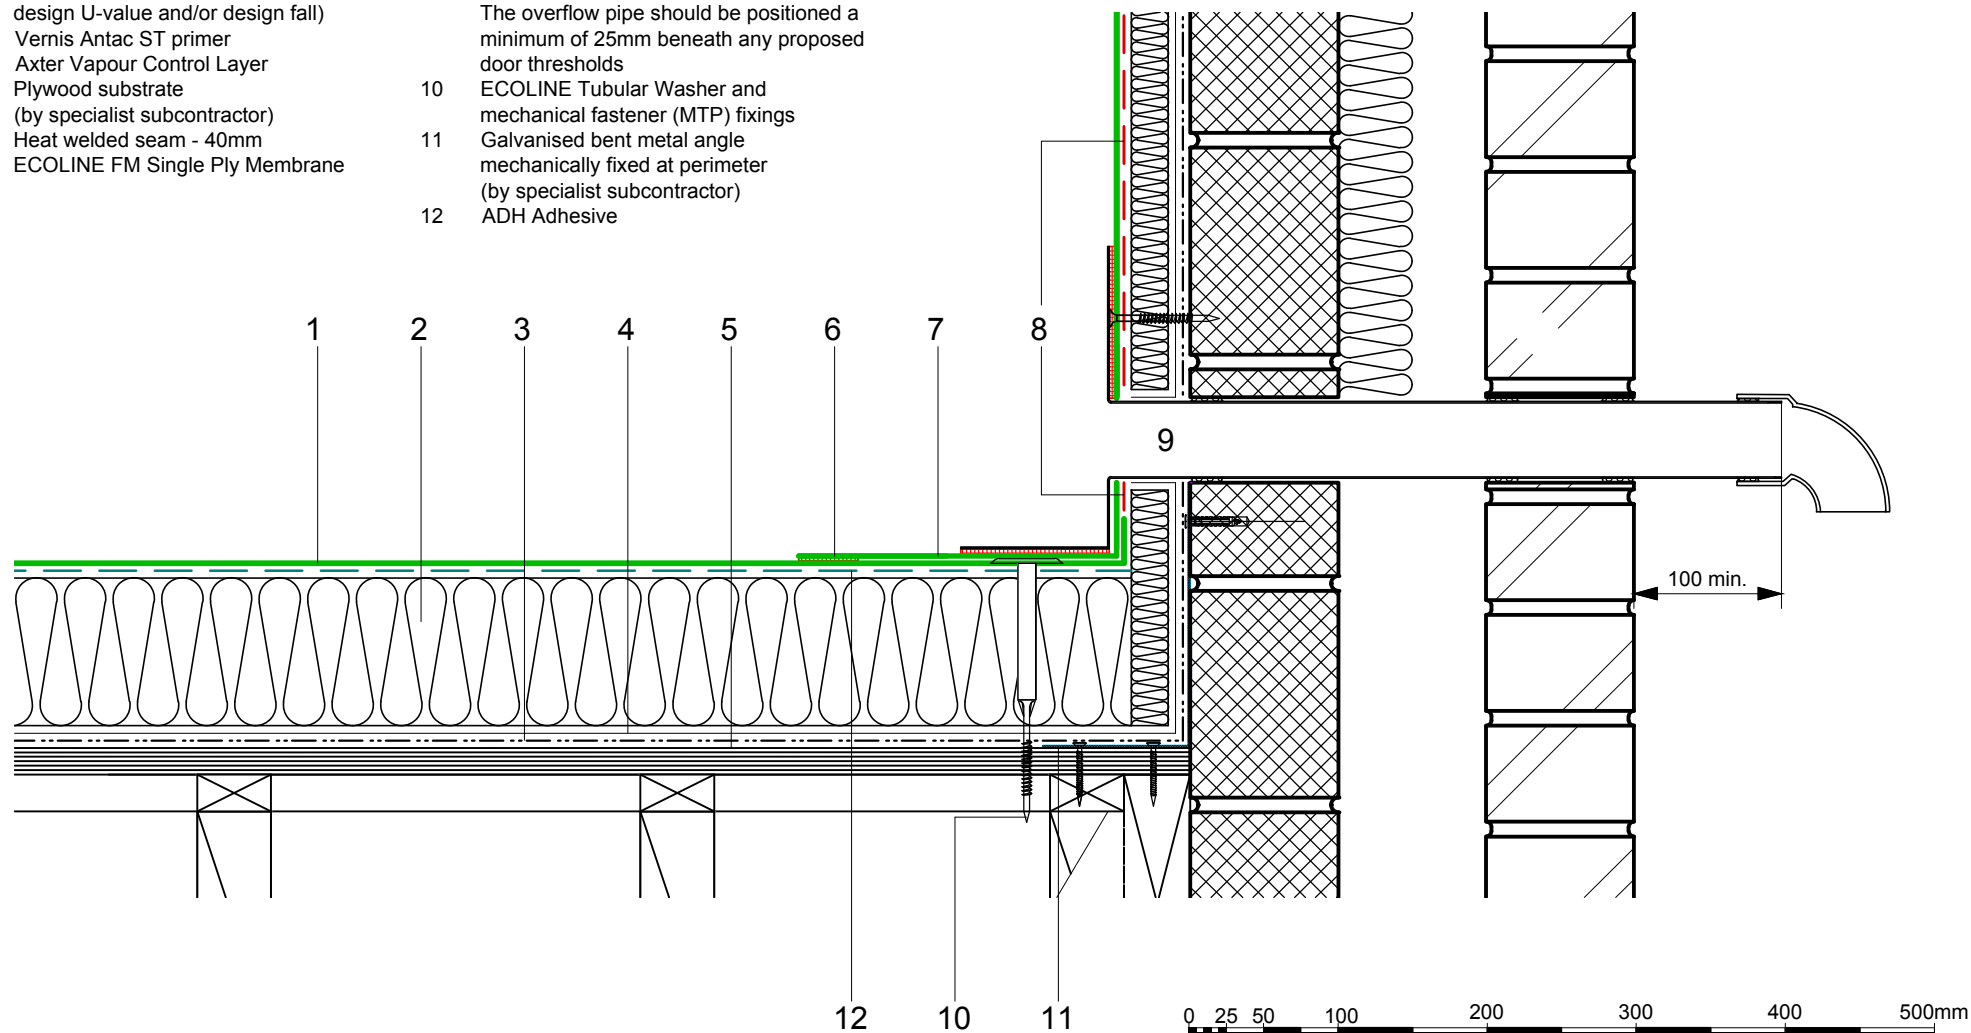 design U-value and/or design fall)
Vernis Antac ST primer
Axter Vapour Control Layer
Plywood substrate
(by specialist subcontractor)
Heat welded seam - 40mm
ECOLINE FM Single Ply Membrane
The overflow pipe should be positioned a
minimum of 25mm beneath any proposed
door thresholds
10 ECOLINE Tubular Washer and
mechanical fastener (MTP) fixings
11 Galvanised bent metal angle
mechanically fixed at perimeter
(by specialist subcontractor)
12 ADH Adhesive
1 2 3 4 5 6 7 8
9
100 min.
12 10 11
0 25 50 100 200 300 400 500mm